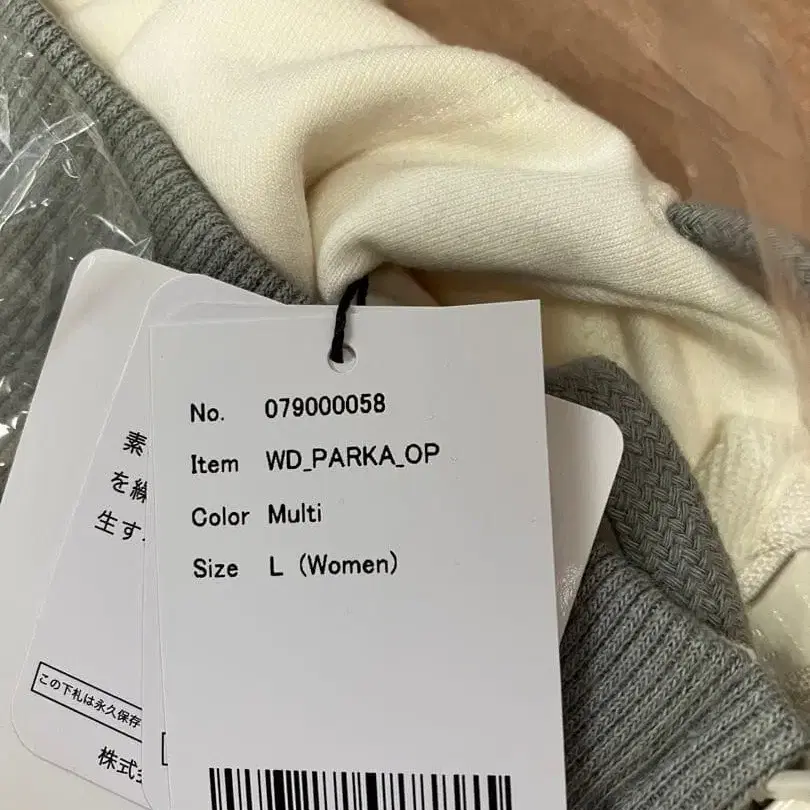 No. 079000058
Item WD_PARKA_OP
Color Multi
Size L (Women)
素
を繰
生す
この下札は永久保存
株式